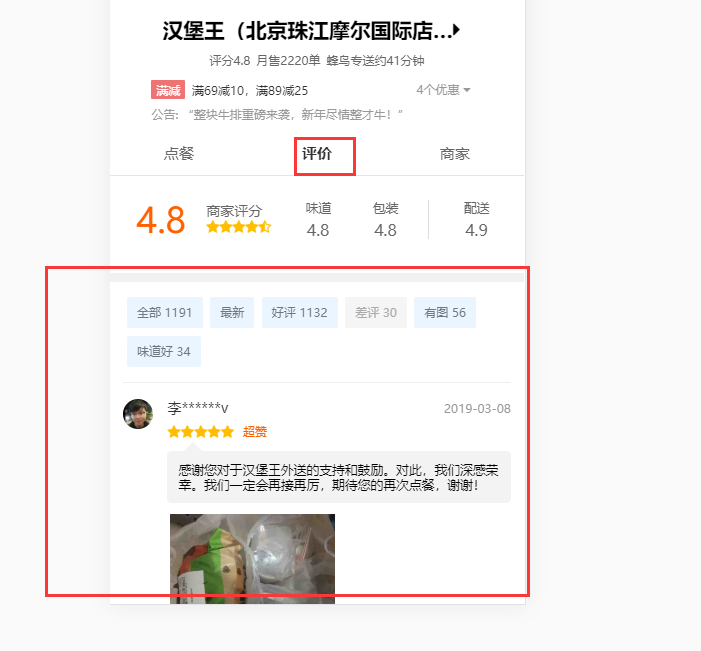 汉堡王（北京珠江摩尔国际店...
评分4.8 月售2220单 蜂鸟专送约41分钟
满减 满69减10，满89减25 4个优惠
公告: “整块牛排重磅来袭，新年尽情整才牛！”
点餐 评价 商家
4.8 商家评分 味道 包装 配送
4.8 4.8 4.9
全部 1191 最新 好评 1132 差评 30 有图 56
味道好 34
李******v 2019-03-08
超赞
感谢您对于汉堡王外送的支持和鼓励。对此，我们深感荣
幸。我们一定会再接再厉，期待您的再次点餐，谢谢！